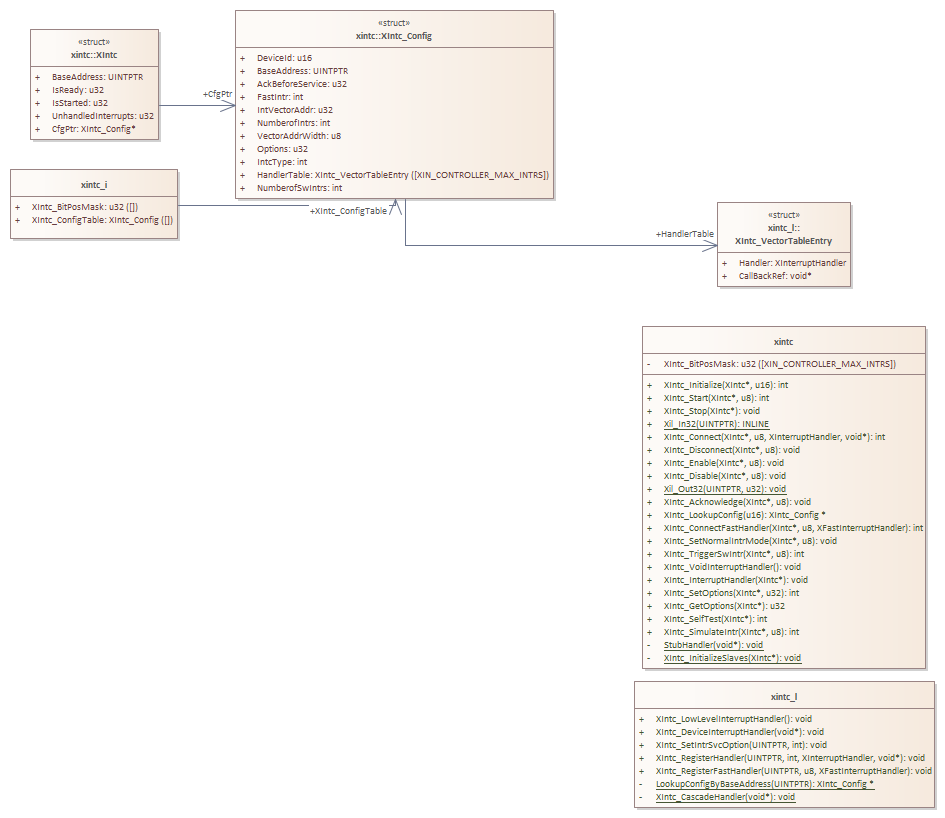 «struct»
xintc::XIntc
+ BaseAddress: UINTPTR
+ IsReady: u32
+ IsStarted: u32
+ UnhandledInterrupts: u32
+ CfgPtr: XIntc_Config*
+CfgPtr
«struct»
xintc::XIntc_Config
+ DeviceId: u16
+ BaseAddress: UINTPTR
+ AckBeforeService: u32
+ FastIntr: int
+ IntVectorAddr: u32
+ NumberofIntrs: int
+ VectorAddrWidth: u8
+ Options: u32
+ IntcType: int
+ HandlerTable: XIntc_VectorTableEntry ([XIN_CONTROLLER_MAX_INTRS])
+ NumberofSwIntrs: int
xintc_i
+ XIntc_BitPosMask: u32 ([])
+ XIntc_ConfigTable: XIntc_Config ([])
+XIntc_ConfigTable
+HandlerTable
«struct»
xintc_l::
XIntc_VectorTableEntry
+ Handler: XInterruptHandler
+ CallBackRef: void*
xintc
- XIntc_BitPosMask: u32 ([XIN_CONTROLLER_MAX_INTRS])
+ XIntc_Initialize(XIntc*, u16): int
+ XIntc_Start(XIntc*, u8): int
+ XIntc_Stop(XIntc*): void
+ Xil_In32(UINTPTR): INLINE
+ XIntc_Connect(XIntc*, u8, XInterruptHandler, void*): int
+ XIntc_Disconnect(XIntc*, u8): void
+ XIntc_Enable(XIntc*, u8): void
+ XIntc_Disable(XIntc*, u8): void
+ Xil_Out32(UINTPTR, u32): void
+ XIntc_Acknowledge(XIntc*, u8): void
+ XIntc_LookupConfig(u16): XIntc_Config *
+ XIntc_ConnectFastHandler(XIntc*, u8, XFastInterruptHandler): int
+ XIntc_SetNormalIntrMode(XIntc*, u8): void
+ XIntc_TriggerSwIntr(XIntc*, u8): int
+ XIntc_VoidInterruptHandler(): void
+ XIntc_InterruptHandler(XIntc*): void
+ XIntc_SetOptions(XIntc*, u32): int
+ XIntc_GetOptions(XIntc*): u32
+ XIntc_SelfTest(XIntc*): int
+ XIntc_SimulateIntr(XIntc*, u8): int
- StubHandler(void*): void
- XIntc_InitializeSlaves(XIntc*): void
xintc_l
+ XIntc_LowLevelInterruptHandler(): void
+ XIntc_DeviceInterruptHandler(void*): void
+ XIntc_SetIntrSvcOption(UINTPTR, int): void
+ XIntc_RegisterHandler(UINTPTR, int, XInterruptHandler, void*): void
+ XIntc_RegisterFastHandler(UINTPTR, u8, XFastInterruptHandler): void
- LookupConfigByBaseAddress(UINTPTR): XIntc_Config *
- XIntc_CascadeHandler(void*): void